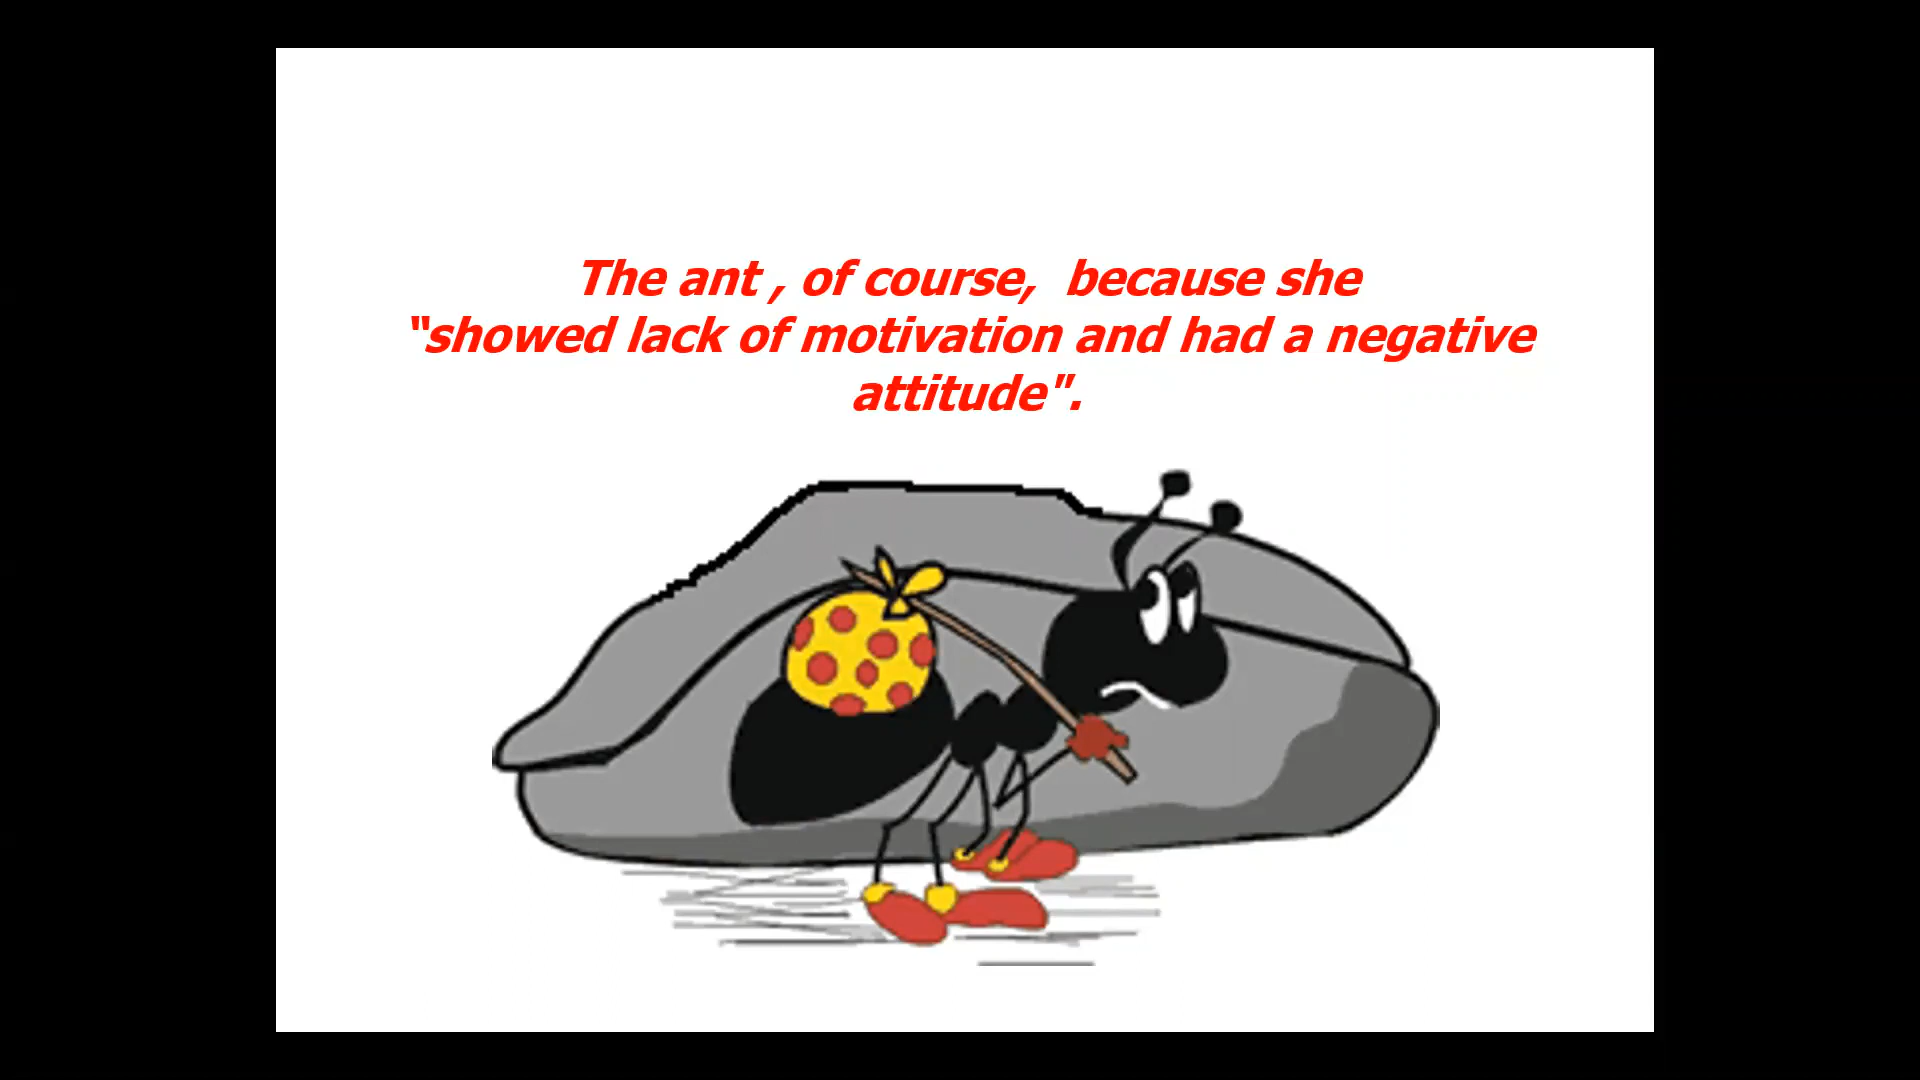 The ant , of course,  because she
"showed lack of motivation and had a negative
attitude".